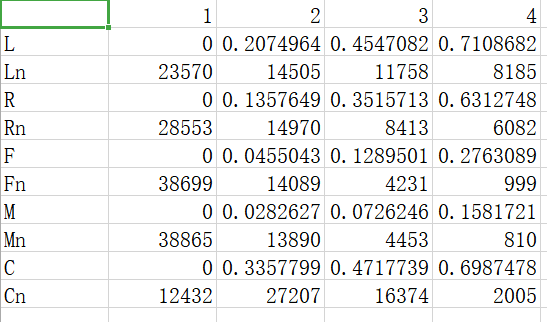 1 2 3 4
L 0 0.2074964 0.4547082 0.7108682
Ln 23570 14505 11758 8185
R 0 0.1357649 0.3515713 0.6312748
Rn 28553 14970 8413 6082
F 0 0.0455043 0.1289501 0.2763089
Fn 38699 14089 4231 999
M 0 0.0282627 0.0726246 0.1581721
Mn 38865 13890 4453 810
C 0 0.3357799 0.4717739 0.6987478
Cn 12432 27207 16374 2005